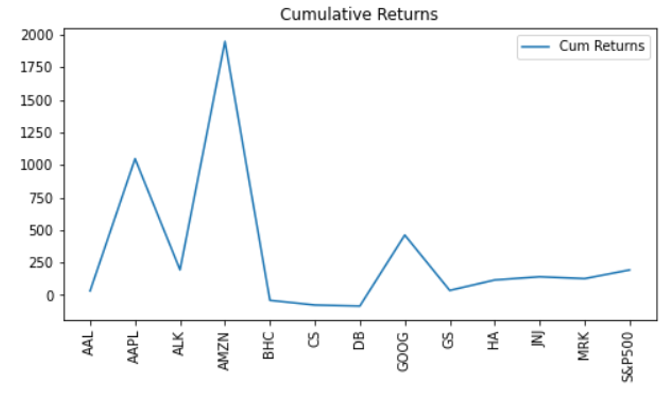 Cumulative Returns
Cum Returns
2000
1750
1500
1250
1000
750
500
250
0
AAL
AAPL
ALK
AMZN
BHC
CS
DB
GOOG
GS
HA
JNJ
MRK
S&P500